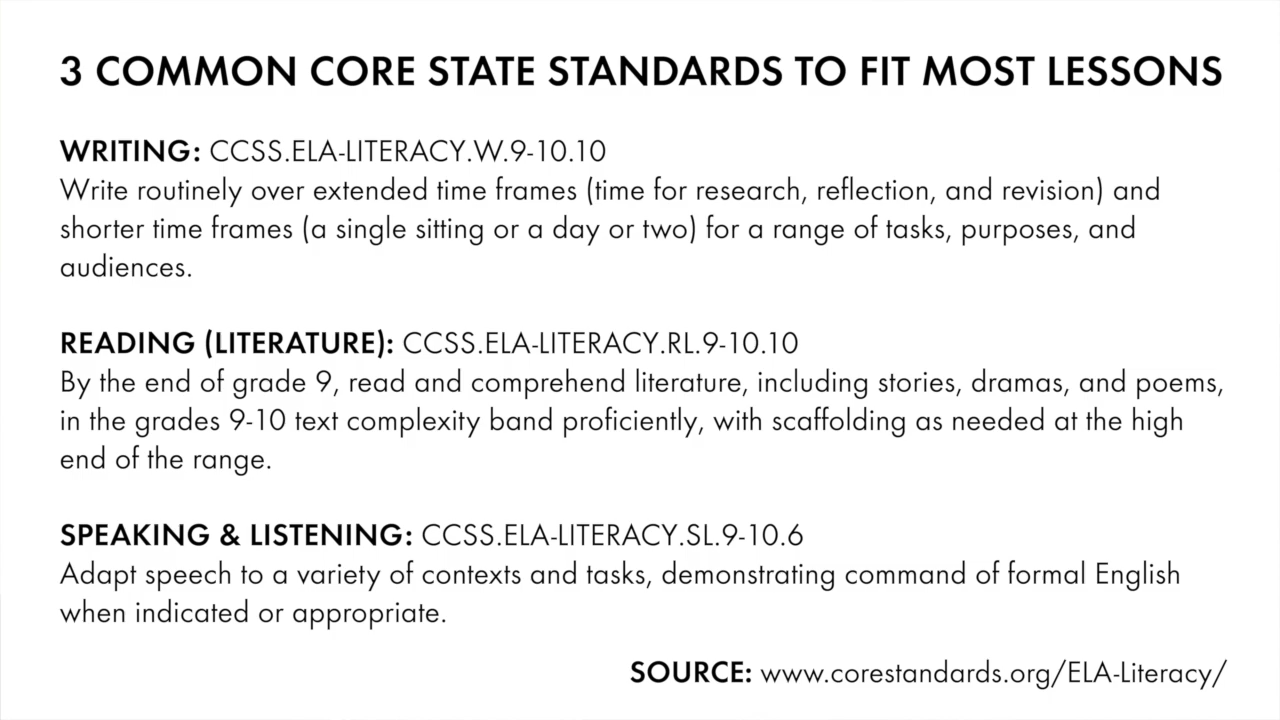 3 COMMON CORE STATE STANDARDS TO FIT MOST LESSONS
WRITING: CCSS.ELA-LITERACY.W.9-10.10
Write routinely over extended time frames (time for research, reflection, and revision) and
shorter time frames (a single sitting or a day or two) for a range of tasks, purposes, and
audiences.
READING (LITERATURE): CCSS.ELA-LITERACY.RL.9-10.10
By the end of grade 9, read and comprehend literature, including stories, dramas, and poems,
in the grades 9-10 text complexity band proficiently, with scaffolding as needed at the high
end of the range.
SPEAKING & LISTENING: CCSS.ELA-LITERACY.SL.9-10.6
Adapt speech to a variety of contexts and tasks, demonstrating command of formal English
when indicated or appropriate.
SOURCE: www.corestandards.org/ELA-Literacy/